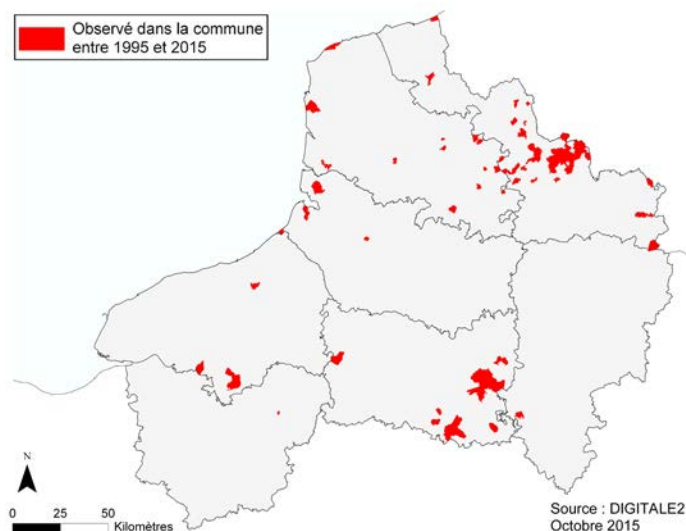 Observé dans la commune
entre 1995 et 2015
N
0 25 50
Kilomètres
Source : DIGITALE2
Octobre 2015